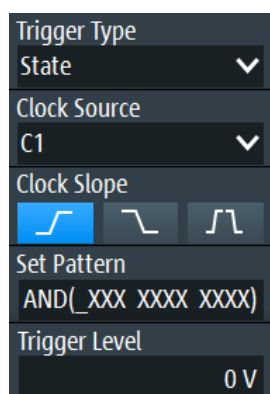 Trigger Type
State
Clock Source
C1
Clock Slope
Set Pattern
AND(_XXX XXXX XXXX)
Trigger Level
0 V